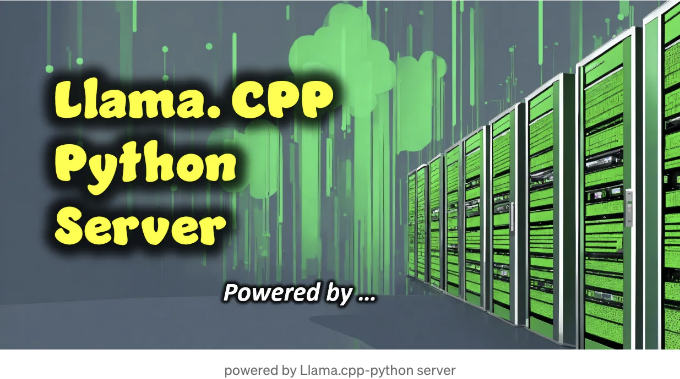 Llama. CPP
Python
Server
Powered by ...
powered by Llama.cpp-python server